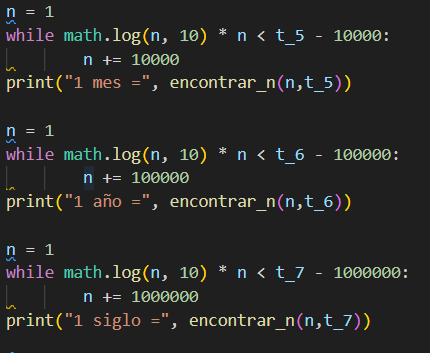 n = 1
while math.log(n, 10) * n < t_5 - 10000:
        n += 10000
print("1 mes =", encontrar_n(n,t_5))

n = 1
while math.log(n, 10) * n < t_6 - 100000:
        n += 100000
print("1 año =", encontrar_n(n,t_6))

n = 1
while math.log(n, 10) * n < t_7 - 1000000:
        n += 1000000
print("1 siglo =", encontrar_n(n,t_7))